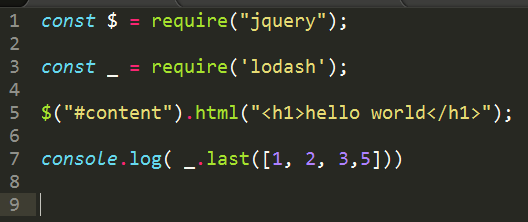 1 const $ = require("jquery");
2
3 const _ = require('lodash');
4
5 $("#content").html("<h1>hello world</h1>");
6
7 console.log( _.last([1, 2, 3,5]))
8
9